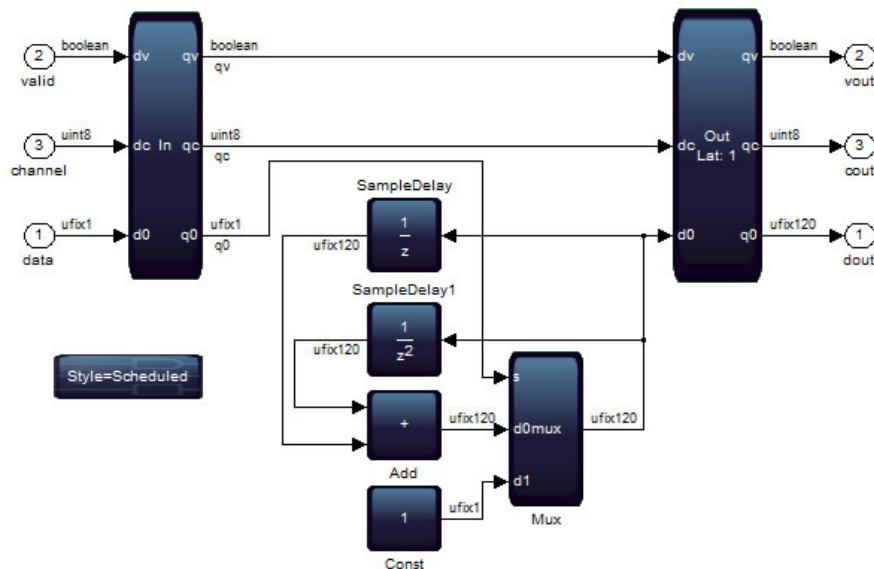 2
boolean
valid
3
uint8
channel
1
ufix1
data
dv
qv
dc
In
qc
d0
q0
boolean
qv
uint8
qc
ufix1
q0
SampleDelay
1
z
ufix120
SampleDelay1
1
z2
ufix120
Style=Scheduled
+
Add
ufix120
1
Const
ufix1
s
d0
mux
d1
Mux
ufix120
dv
qv
Out
dc
qc
Lat: 1
d0
q0
boolean
2
vout
uint8
3
cout
ufix120
1
dout